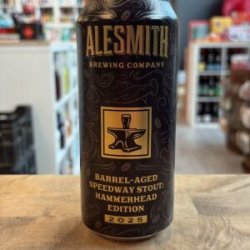 ALESMITH
BREWING COMPANY
BARREL-AGED
SPEEDWAY STOUT:
HAMMERHEAD
EDITION
2025